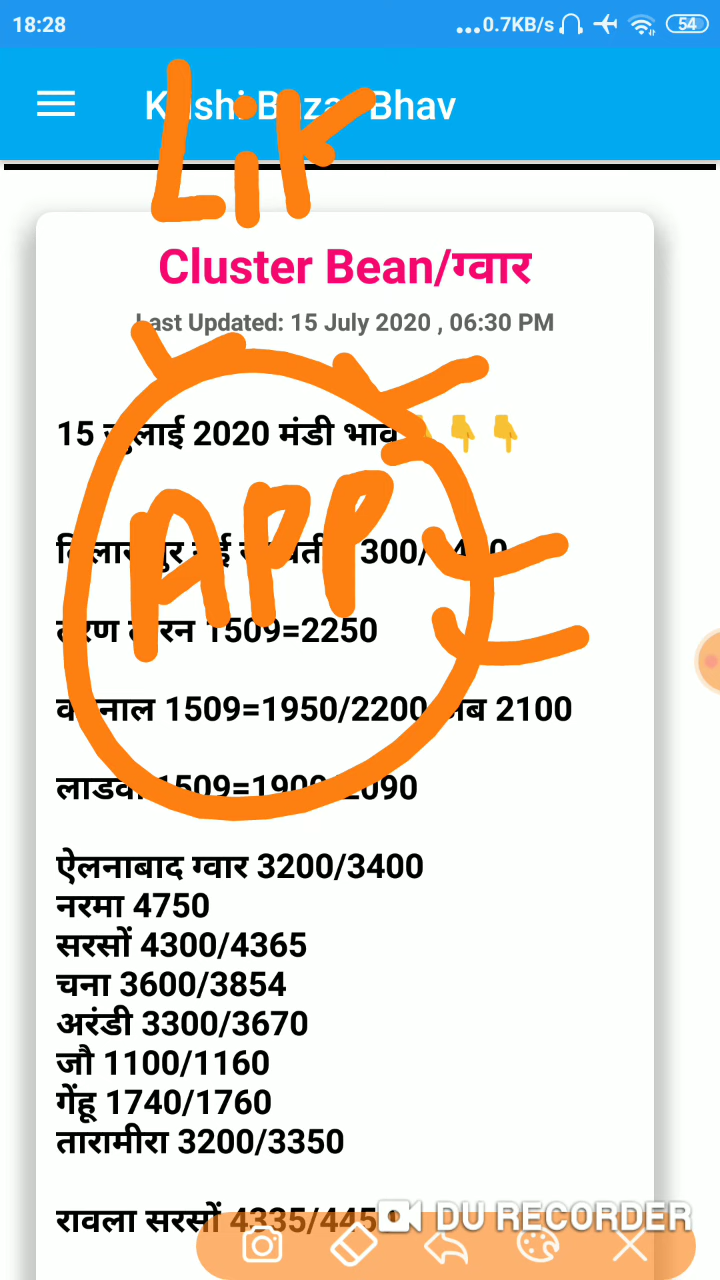 18:28 ...0.7KB/s 54
Bhav
LiK
Cluster Bean/ग्वार
Last Updated: 15 July 2020 , 06:30 PM
15 जुलाई 2020 मंडी भाव 👇 👇 👇
APP
1509=2250
1509=1950/2200 2100
1509=1900/2090
ऐलनाबाद ग्वार 3200/3400
नरमा 4750
सरसों 4300/4365
चना 3600/3854
अरंडी 3300/3670
जौ 1100/1160
गेंहू 1740/1760
तारामीरा 3200/3350
रावला सरसों 4335/445
DU RECORDER